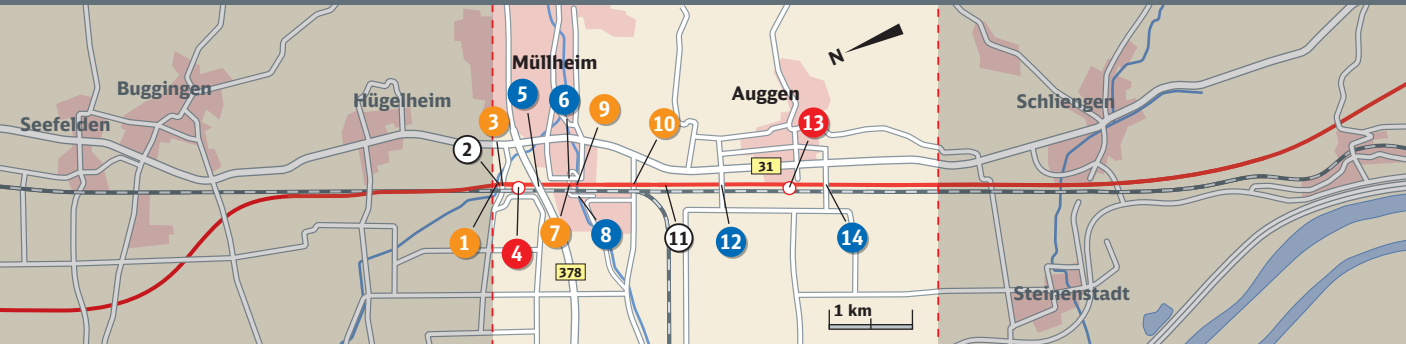 N
Müllheim
Buggingen
5
6
9
Auggen
Hügelheim
Schliengen
Seefelden
3
10
13
2
31
1
4
7
8
11
12
14
378
Steinenstadt
1 km